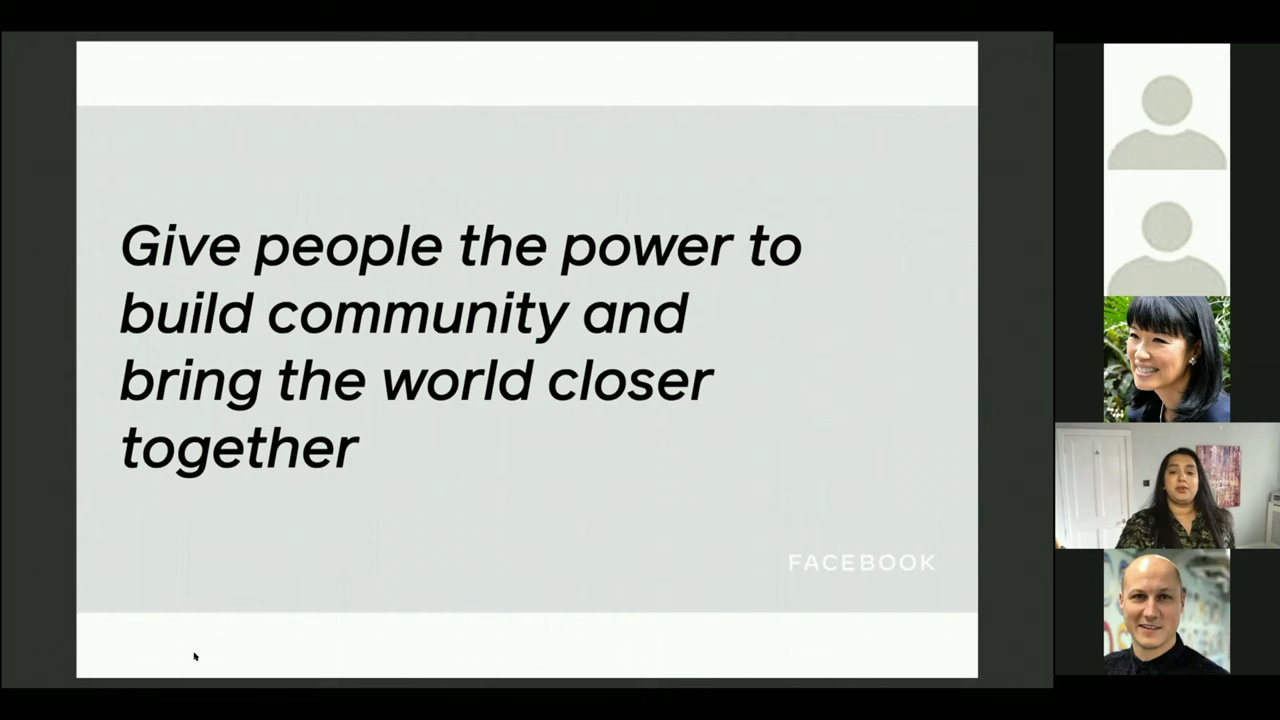 Give people the power to
build community and
bring the world closer
together
FACEBOOK